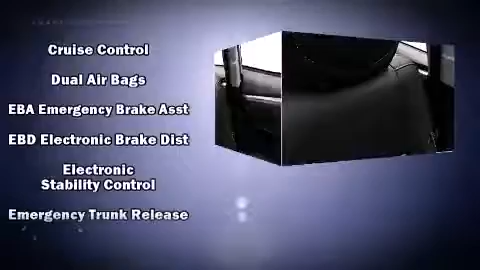 Cruise Control
Dual Air Bags
EBA Emergency Brake Asst
EBD Electronic Brake Dist
Electronic
Stability Control
Emergency Trunk Release